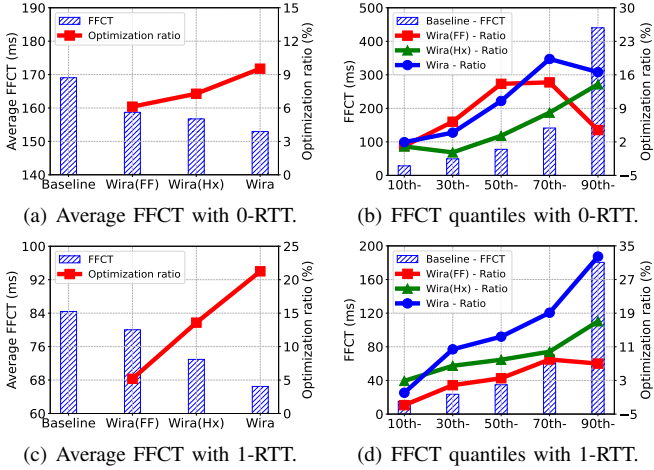 190
180
170
160
150
140
Average FFCT (ms)
FFCT
Optimization ratio
15
12
9
6
3
0
Optimization ratio (%)
Baseline Wira(FF) Wira(Hx) Wira
(a) Average FFCT with 0-RTT.
500
400
300
200
100
0
FFCT (ms)
Baseline - FFCT
Wira(FF) - Ratio
Wira(Hx) - Ratio
Wira - Ratio
30
23
16
9
2
−5
Optimization ratio (%)
10th- 30th- 50th- 70th- 90th-
(b) FFCT quantiles with 0-RTT.
100
92
84
76
68
60
Average FFCT (ms)
FFCT
Optimization ratio
25
20
15
10
5
0
Optimization ratio (%)
Baseline Wira(FF) Wira(Hx) Wira
(c) Average FFCT with 1-RTT.
200
160
120
80
40
0
FFCT (ms)
Baseline - FFCT
Wira(FF) - Ratio
Wira(Hx) - Ratio
Wira - Ratio
35
27
19
11
3
−5
Optimization ratio (%)
10th- 30th- 50th- 70th- 90th-
(d) FFCT quantiles with 1-RTT.